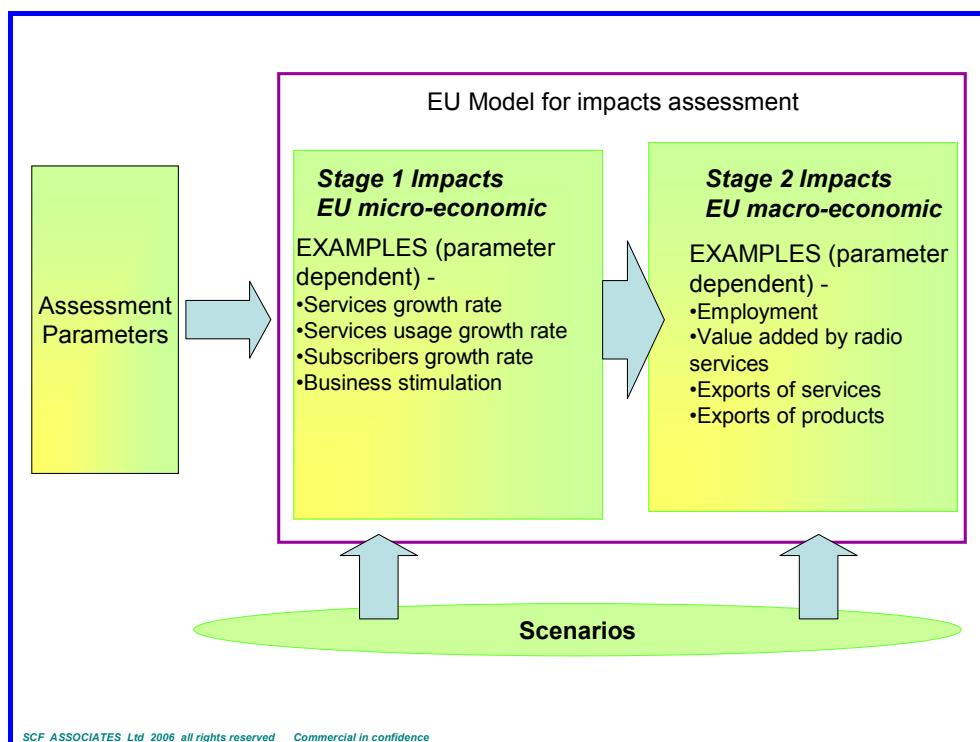 EU Model for impacts assessment
Assessment
Parameters
Stage 1 Impacts
EU micro-economic
EXAMPLES (parameter
dependent) -
•Services growth rate
•Services usage growth rate
•Subscribers growth rate
•Business stimulation
Stage 2 Impacts
EU macro-economic
EXAMPLES (parameter
dependent) -
•Employment
•Value added by radio
services
•Exports of services
•Exports of products
Scenarios
SCF ASSOCIATES Ltd 2006 all rights reserved Commercial in confidence